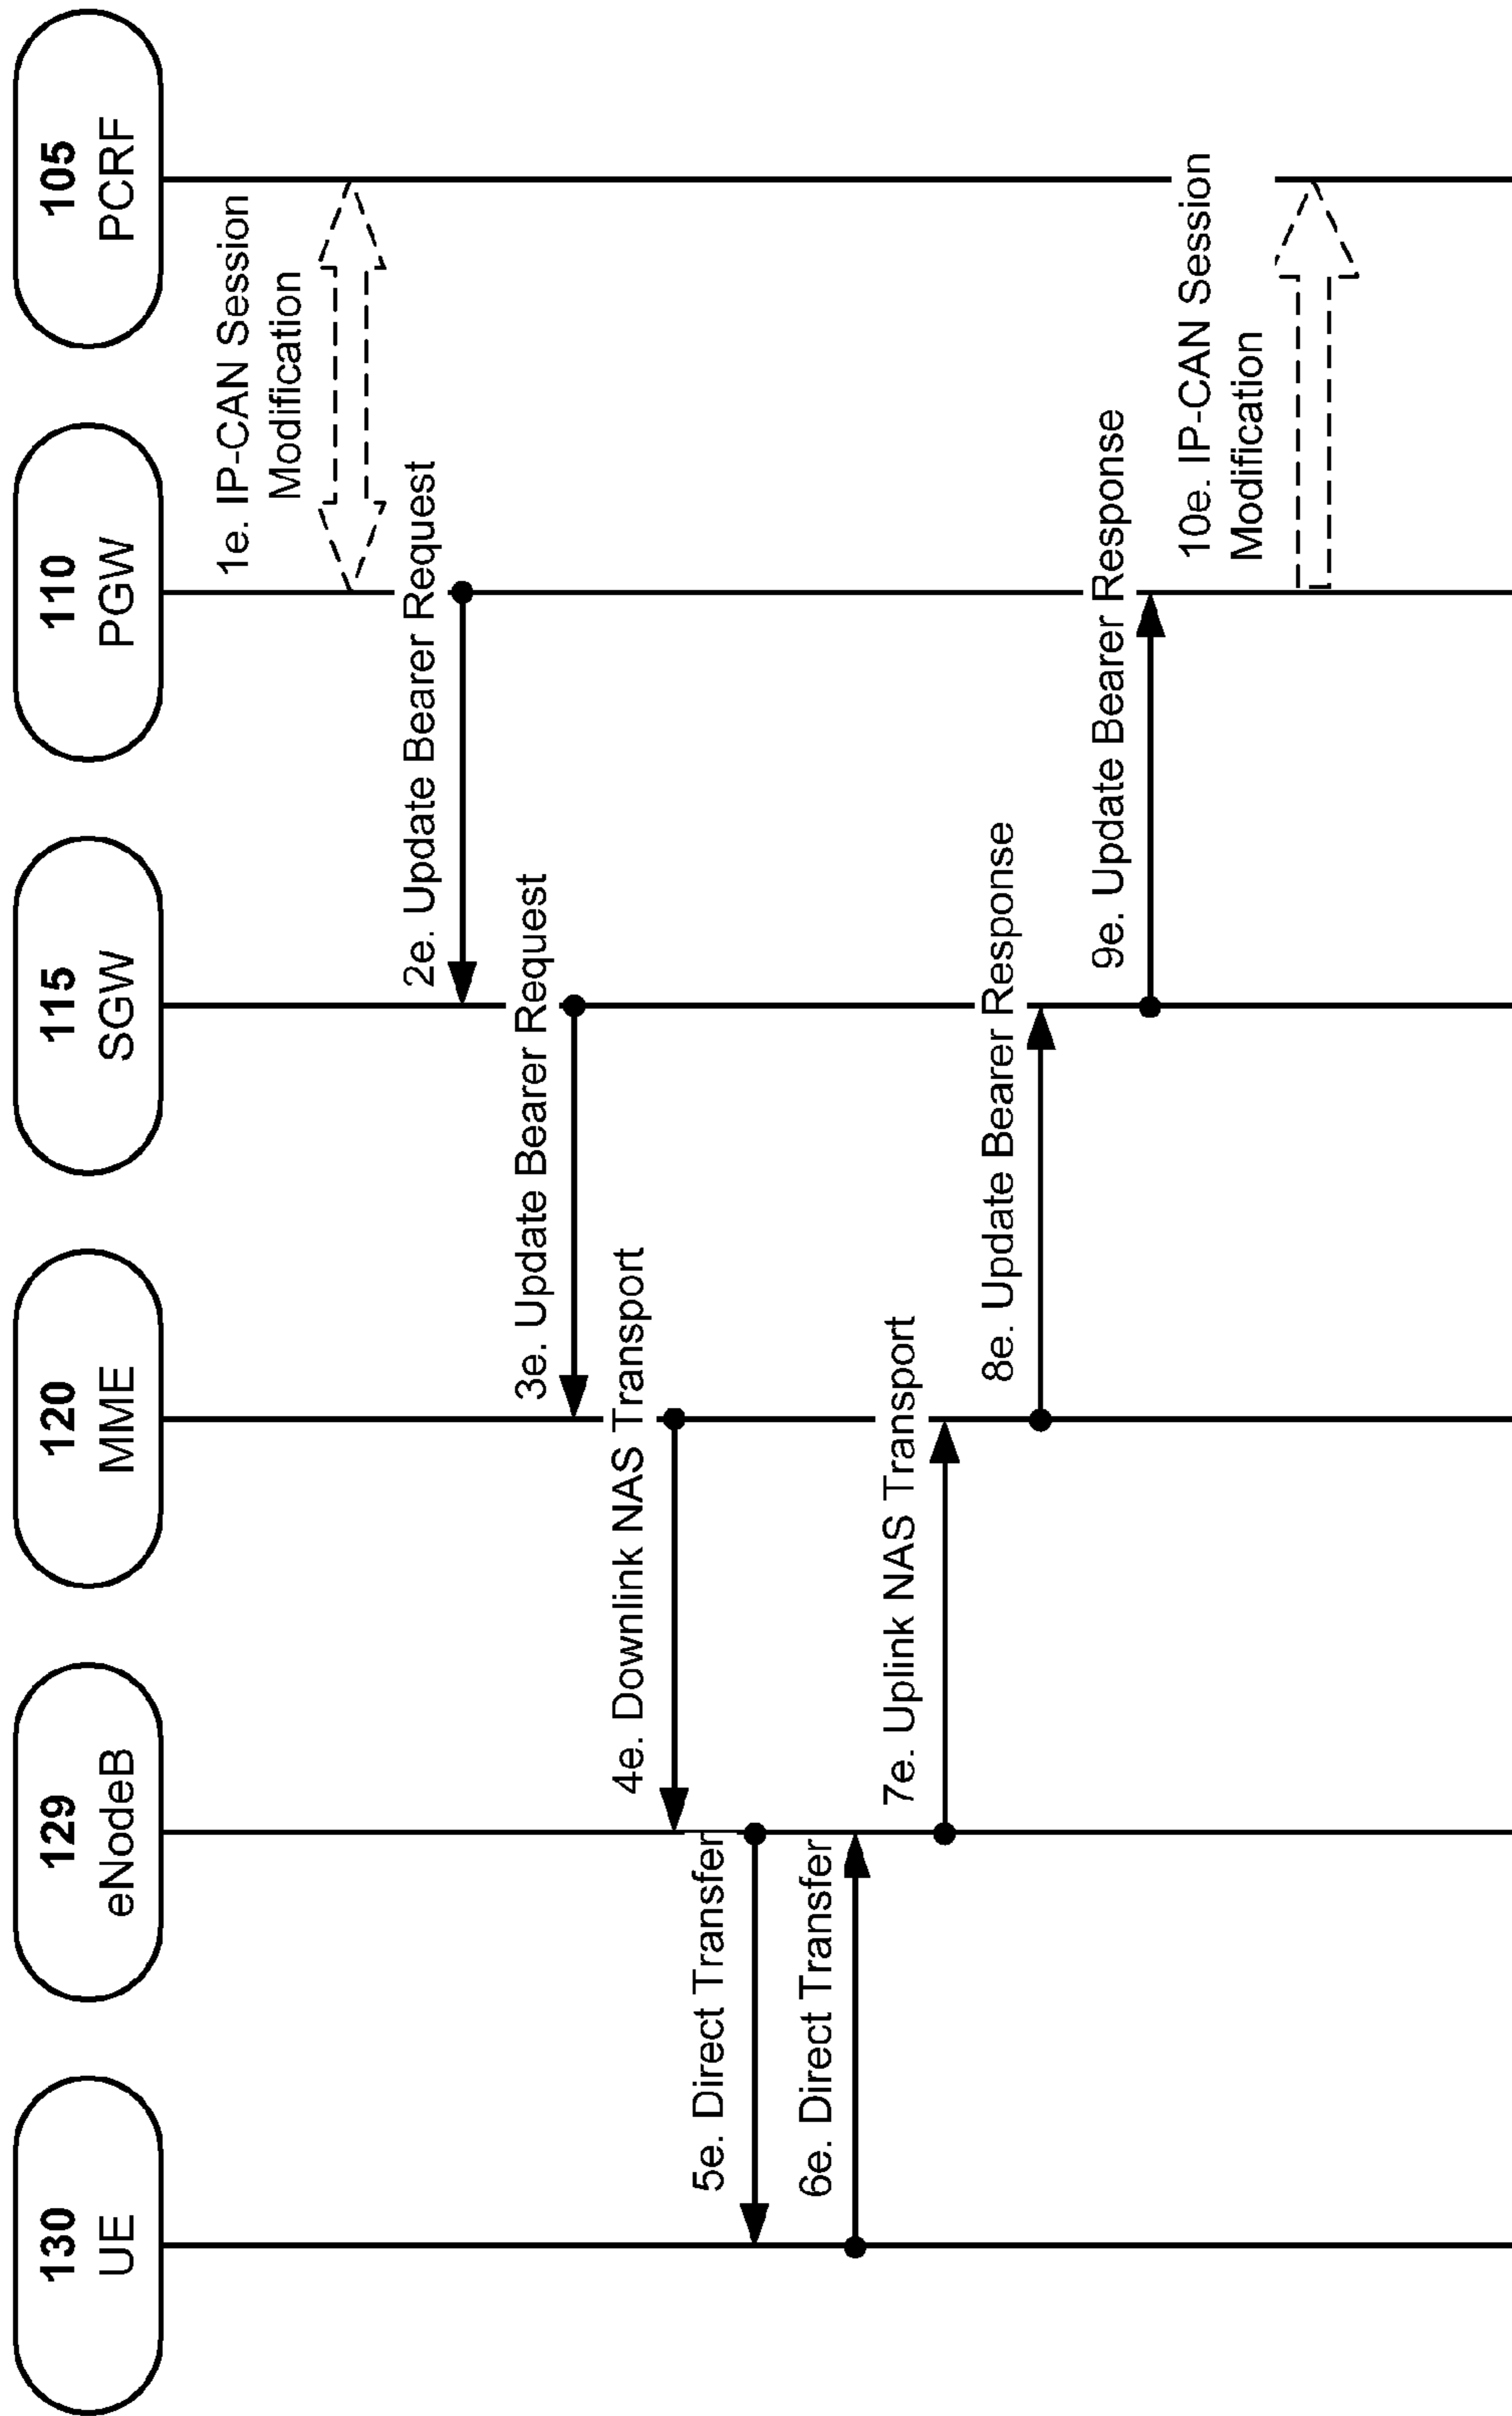 130
UE
129
eNodeB
120
MME
115
SGW
110
PGW
105
PCRF
1e. IP-CAN Session
Modification
2e. Update Bearer Request
3e. Update Bearer Request
4e. Downlink NAS Transport
5e. Direct Transfer
6e. Direct Transfer
7e. Uplink NAS Transport
8e. Update Bearer Response
9e. Update Bearer Response
10e. IP-CAN Session
Modification